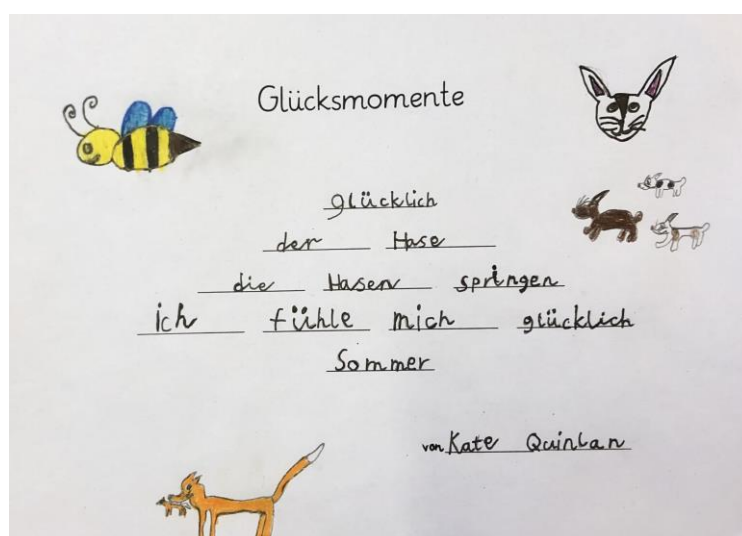 Glücksmomente
glücklich
der Hase
die Hasen springen
ich fühle mich glücklich
Sommer
von Kate Quinlan